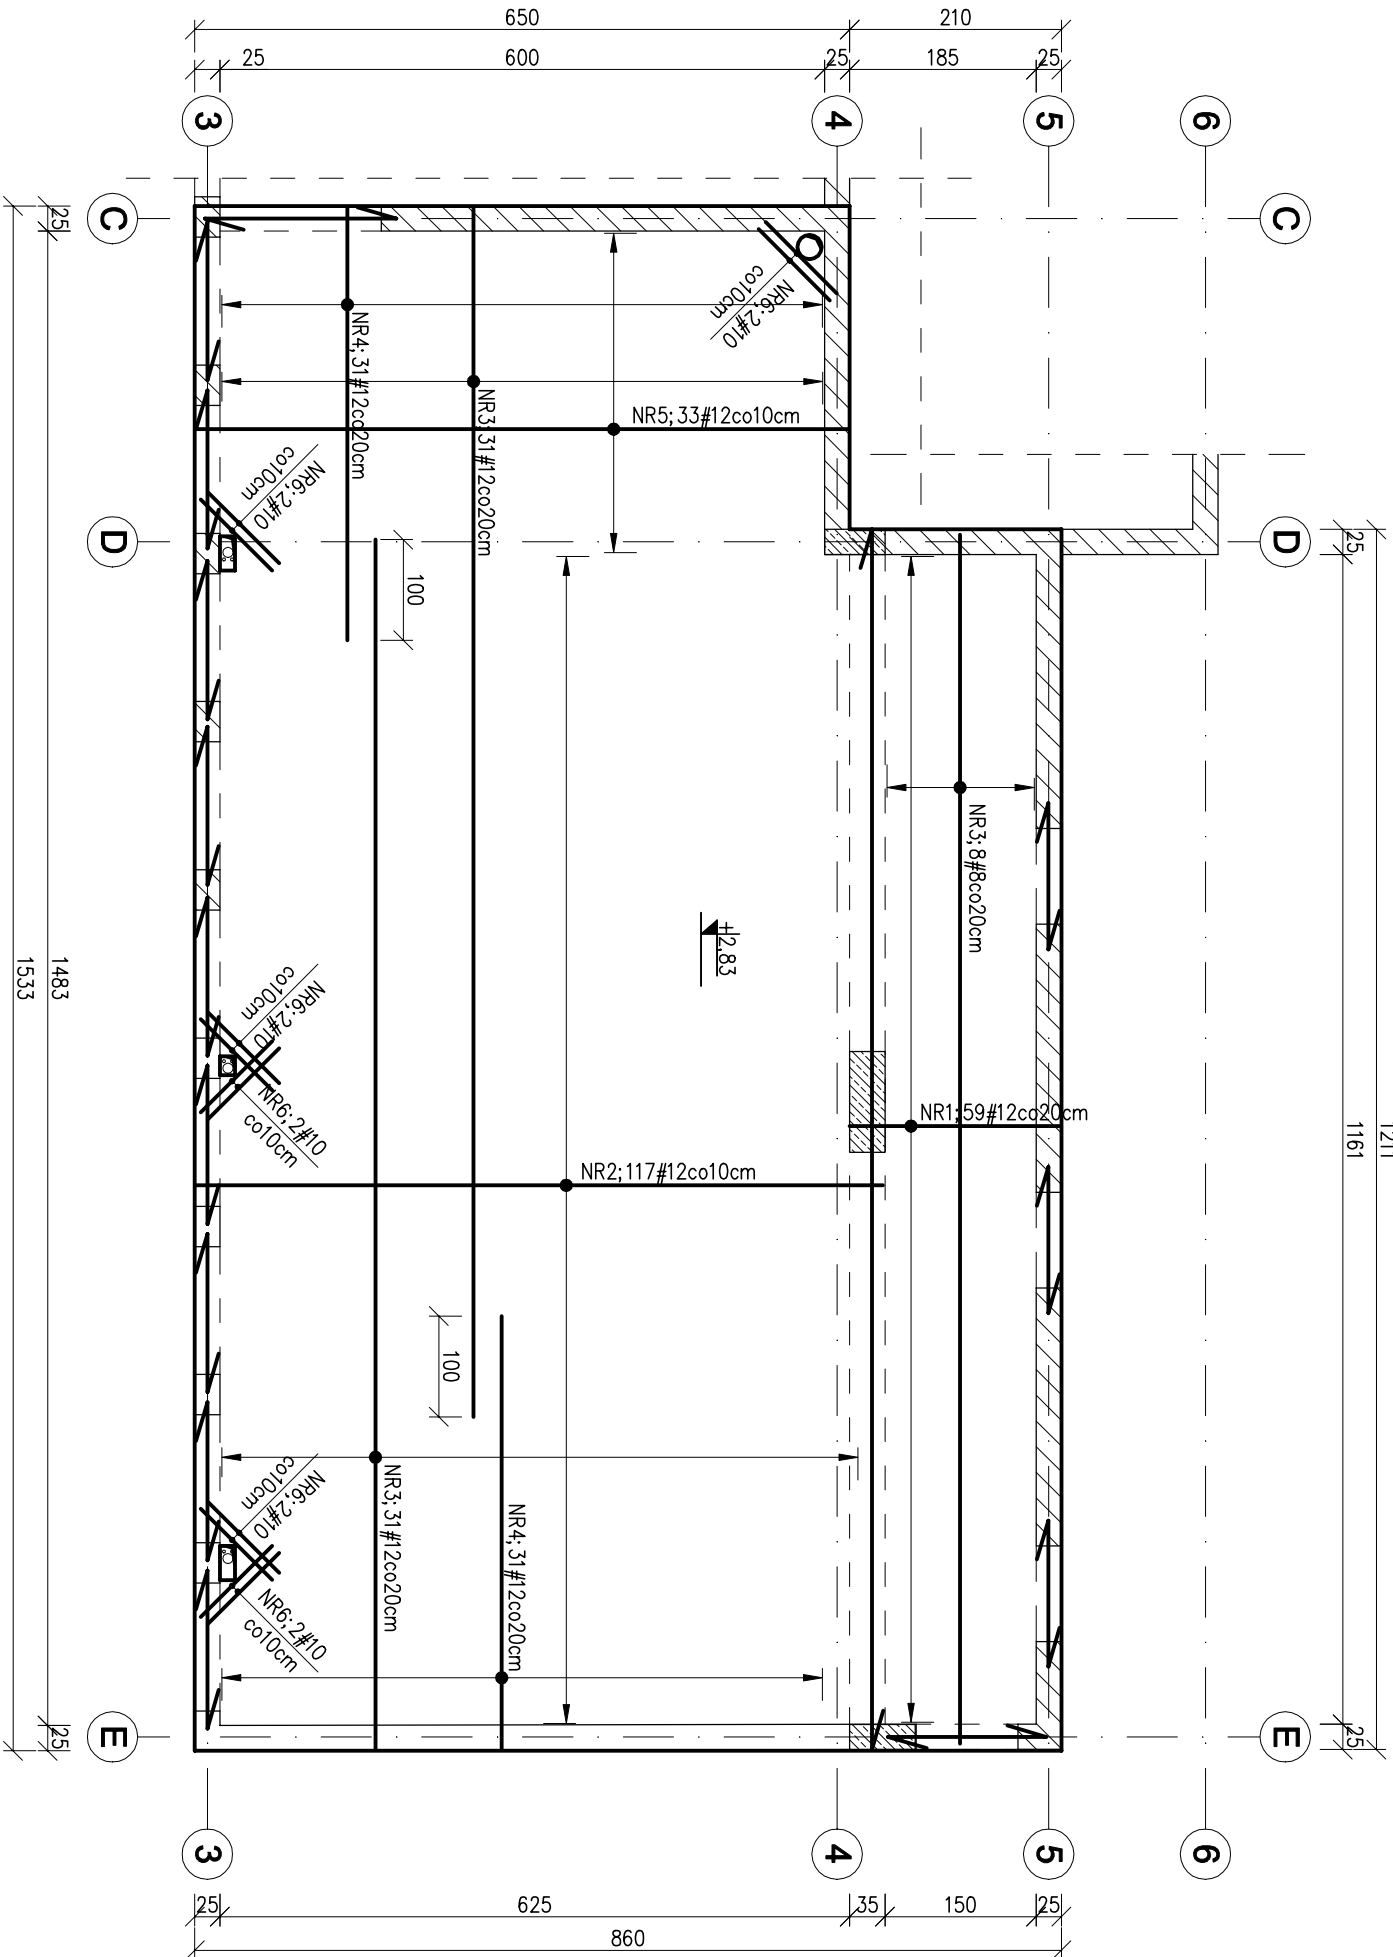 650
210
25
600
25
185
25
3
4
5
6
C
C
25
NR6;2#10
co10cm
NR4;31#12co20cm
NR3;31#12co20cm
NR5;33#12co10cm
NR6;2#10
co10cm
D
D
25
100
NR3;8#8co20cm
+2,83
1483
1533
1161
1211
NR6;2#10
co10cm
NR6;2#10
co10cm
NR1;59#12co20cm
NR2;117#12co10cm
100
NR6;2#10
co10cm
NR3;31#12co20cm
NR4;31#12co20cm
NR6;2#10
co10cm
E
E
25
25
3
4
5
6
25
625
35
150
25
860